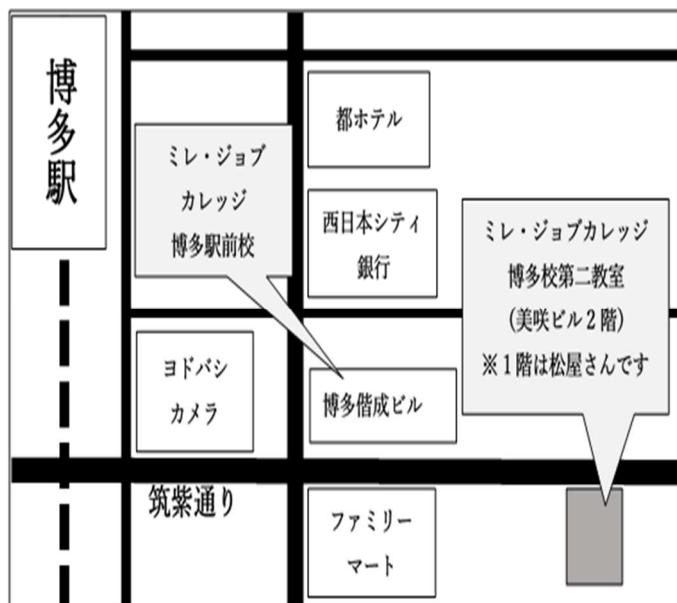 博多駅
都ホテル
ミレ・ジョブ
カレッジ
博多駅前校
西日本シティ
銀行
ミレ・ジョブカレッジ
博多校第二教室
(美咲ビル2階)
※1階は松屋さんです
ヨドバシ
カメラ
博多偕成ビル
筑紫通り
ファミリー
マート